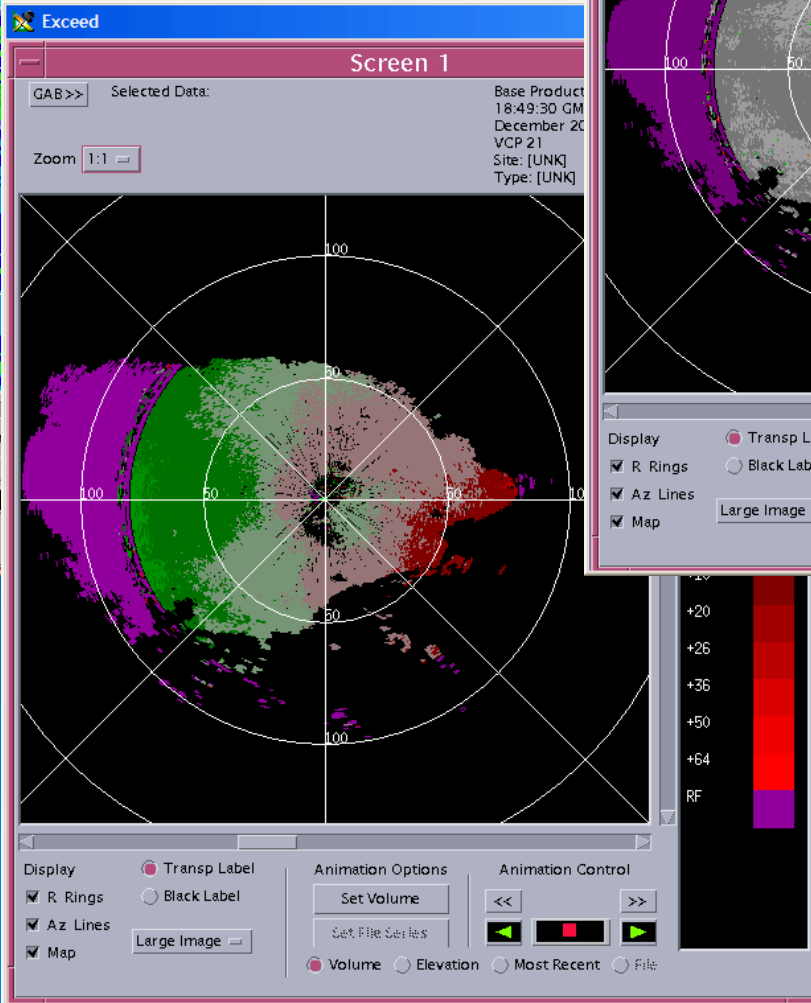 Exceed
Screen 1
GAB>>
Selected Data:
Base Product
18:49:30 GM
December 20
VCP 21
Site: [UNK]
Type: [UNK]
Zoom
1:1
100
50
100
50
50
10
50
100
Display
Transp Label
R Rings
Black Label
Az Lines
Map
Large Image
Animation Options
Set Volume
Set File Series
Animation Control
<<
>>
Volume
Elevation
Most Recent
File
100
50
Display
Transp L
R Rings
Black Lab
Az Lines
Large Image
Map
+20
+26
+36
+50
+64
RF